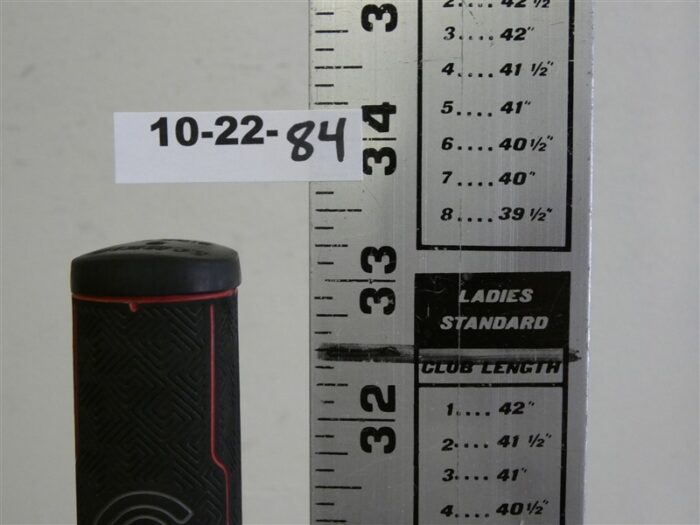 3
10-22-84
34
33
32
2.... 42 ½"
3.... 42"
4.... 41 ½"
5.... 41"
6.... 40 ½"
7.... 40"
8.... 39 ½"
LADIES
STANDARD
CLUB LENGTH
1.... 42"
2.... 41 ½"
3.... 41"
4.... 40 ½"